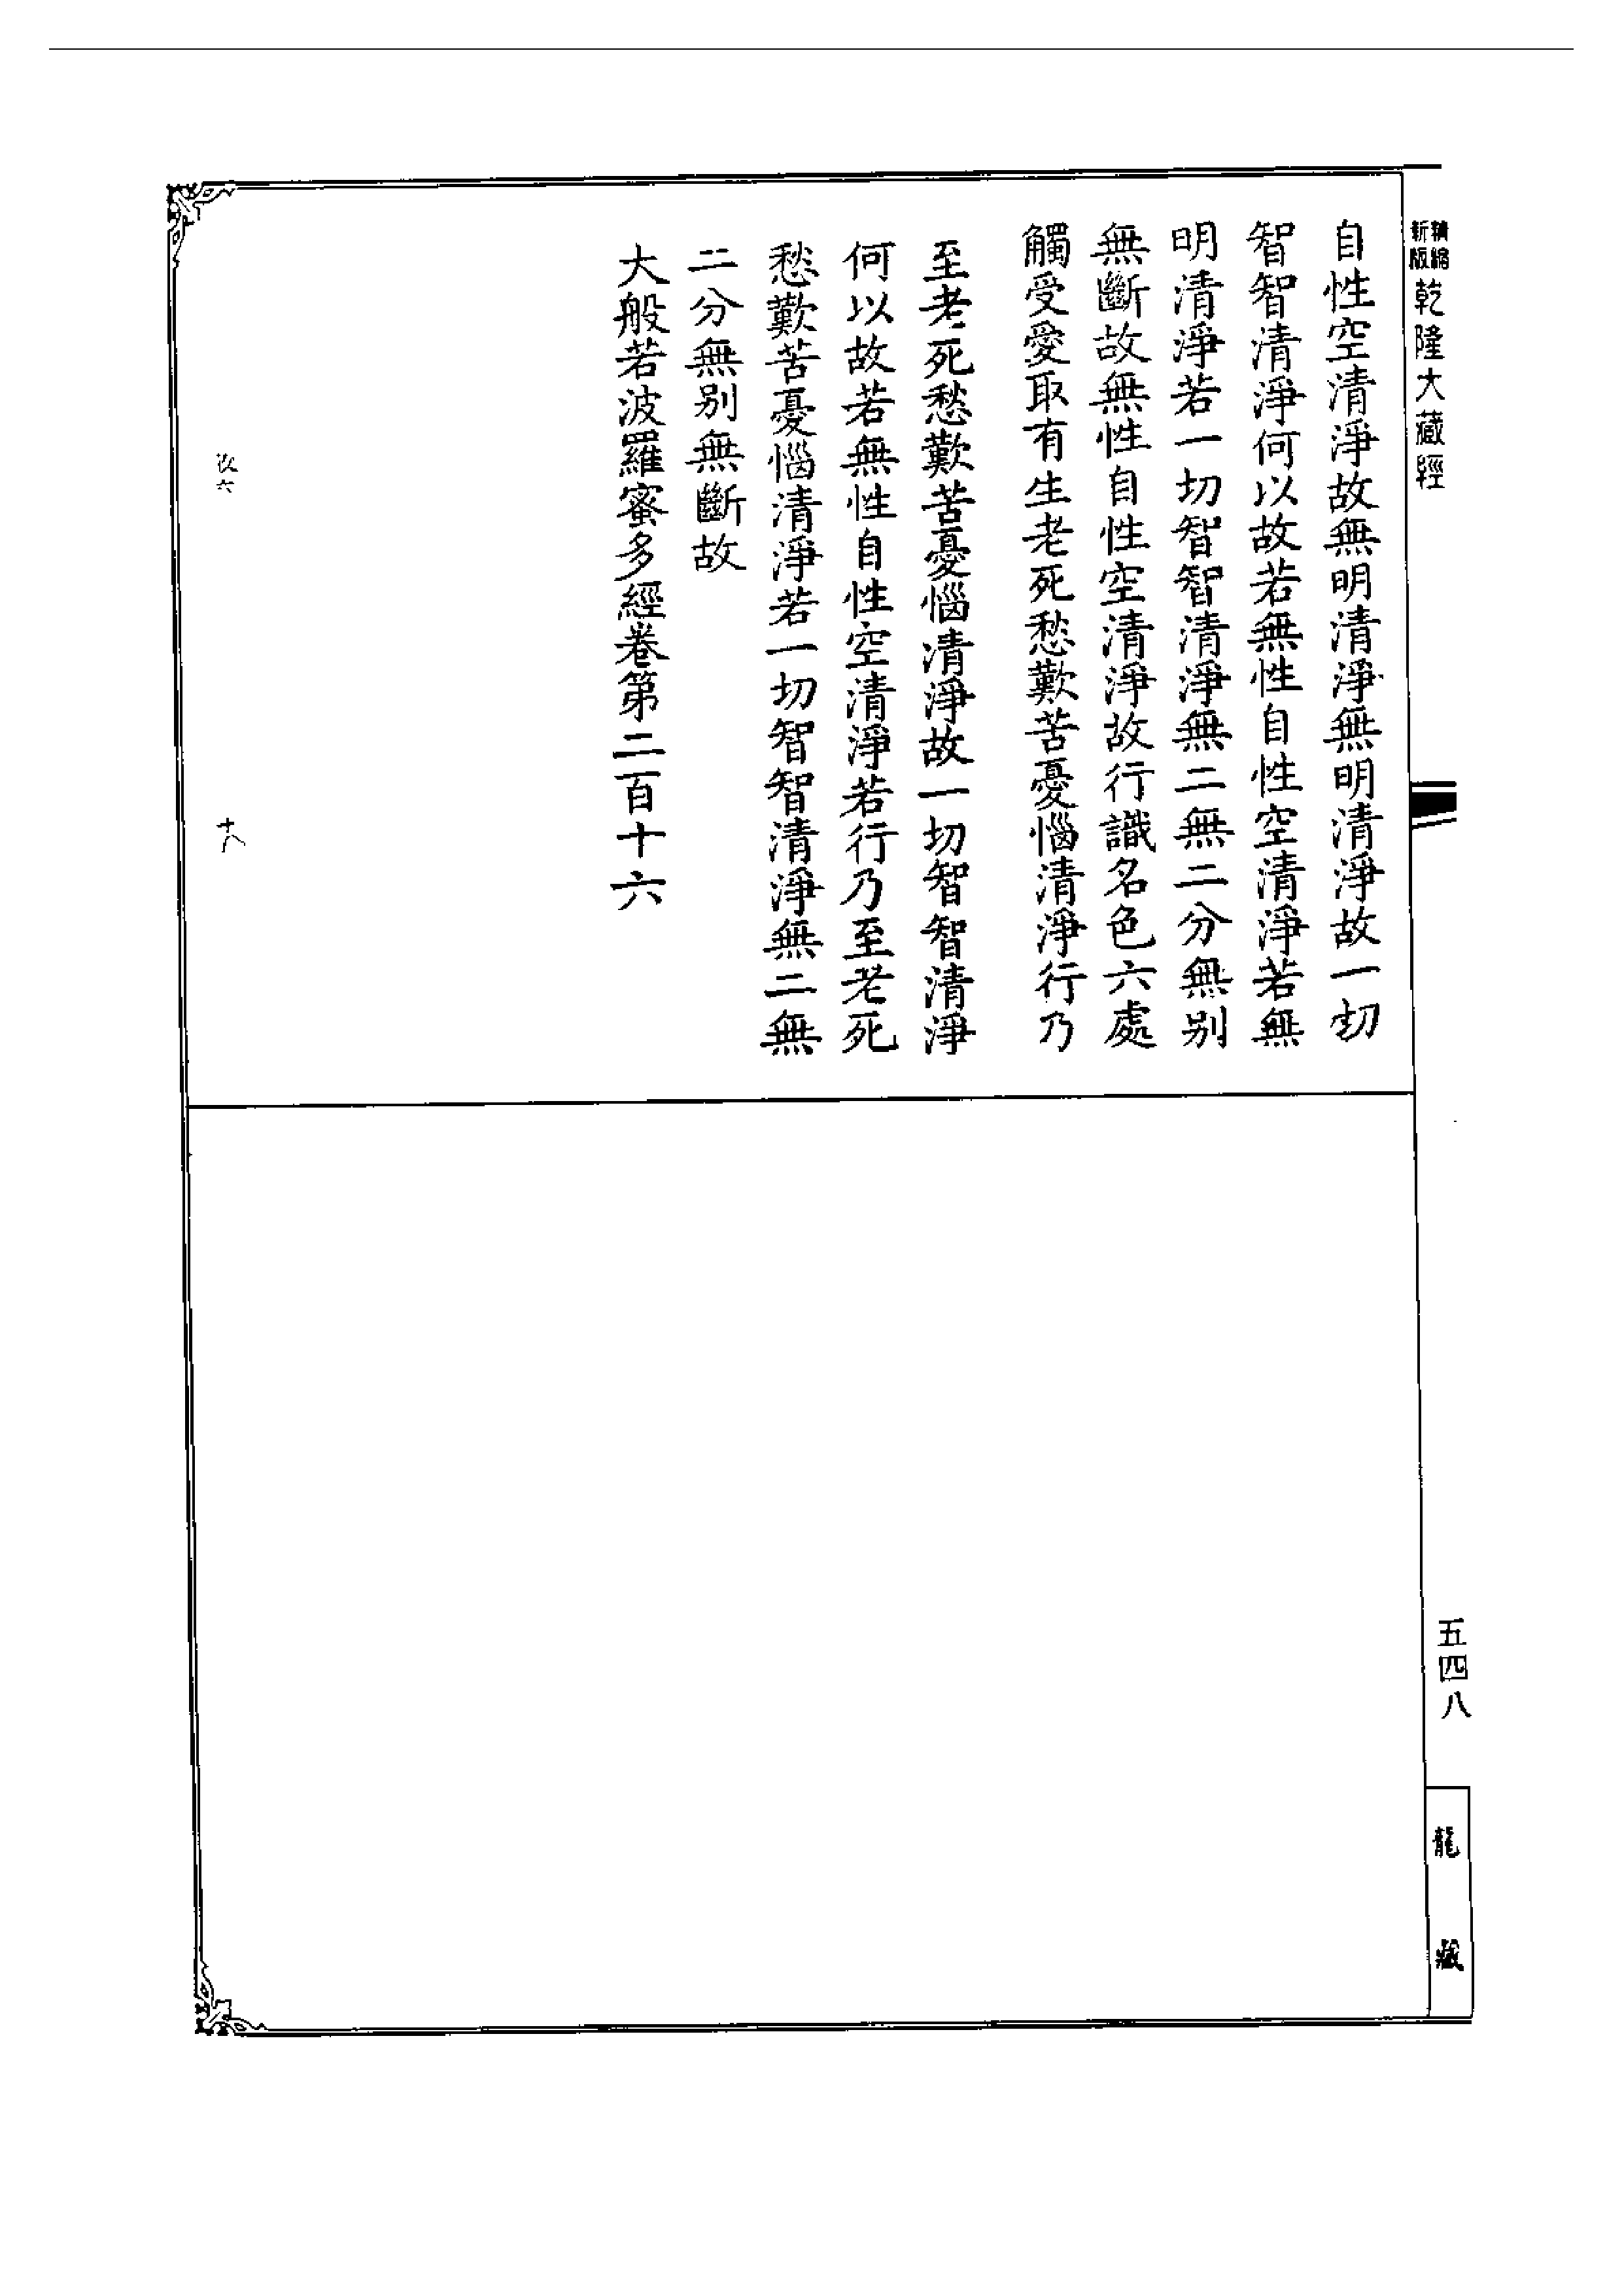 精縮新版乾隆大藏經
自性空清淨故無明清淨無明清淨故一切
智智清淨何以故若無性自性空清淨若無
明清淨若一切智智清淨無二無二分無别
無斷故無性自性空清淨故行識名色六處
觸受愛取有生老死愁歎苦憂惱清淨行乃
至老死愁歎苦憂惱清淨故一切智智清淨
何以故若無性自性空清淨若行乃至老死
愁歎苦憂惱清淨若一切智智清淨無二無
二分無别無斷故
大般若波羅蜜多經卷第二百十六
十八
五四八
龍藏